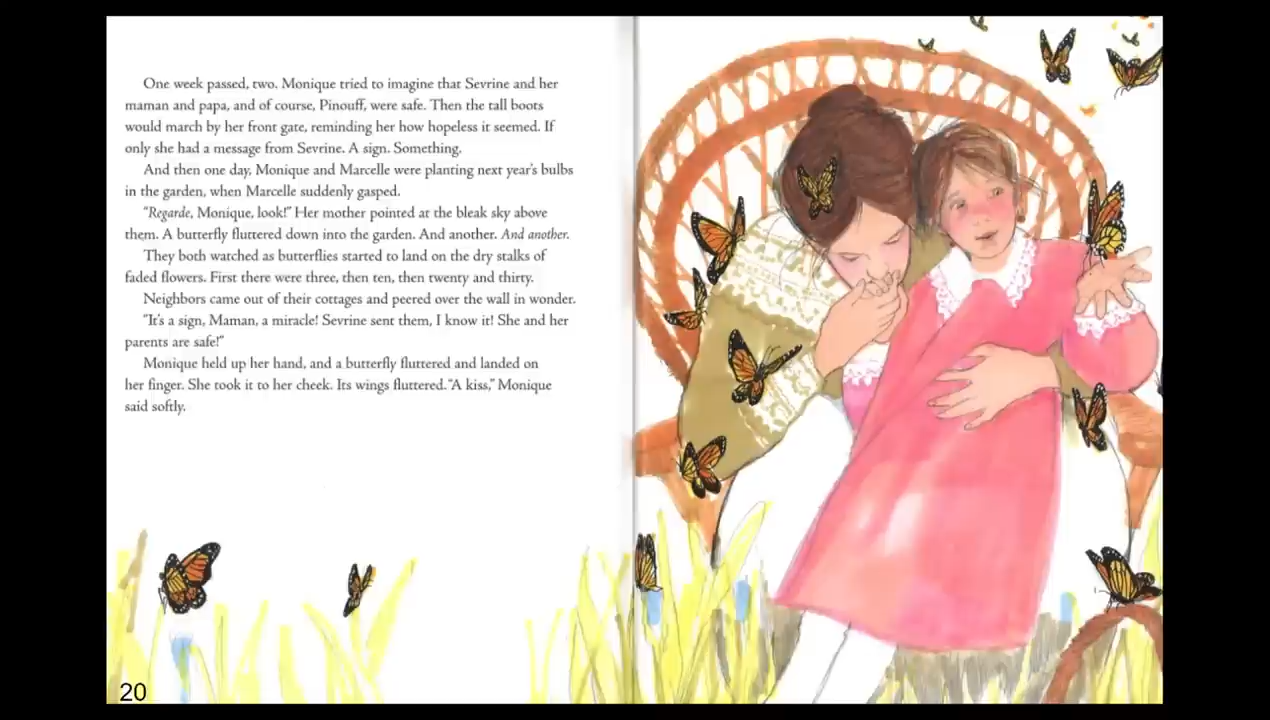 One week passed, two. Monique tried to imagine that Sevrine and her
maman and papa, and of course, Pinouff, were safe. Then the tall boots
would march by her front gate, reminding her how hopeless it seemed. If
only she had a message from Sevrine. A sign. Something.
And then one day, Monique and Marcelle were planting next year's bulbs
in the garden, when Marcelle suddenly gasped.
"Regarde, Monique, look!" Her mother pointed at the bleak sky above
them. A butterfly fluttered down into the garden. And another. And another.
They both watched as butterflies started to land on the dry stalks of
faded flowers. First there were three, then ten, then twenty and thirty.
Neighbors came out of their cottages and peered over the wall in wonder.
"It's a sign, Maman, a miracle! Sevrine sent them, I know it! She and her
parents are safe!"
Monique held up her hand, and a butterfly fluttered and landed on
her finger. She took it to her cheek. Its wings fluttered. "A kiss," Monique
said softly.
20